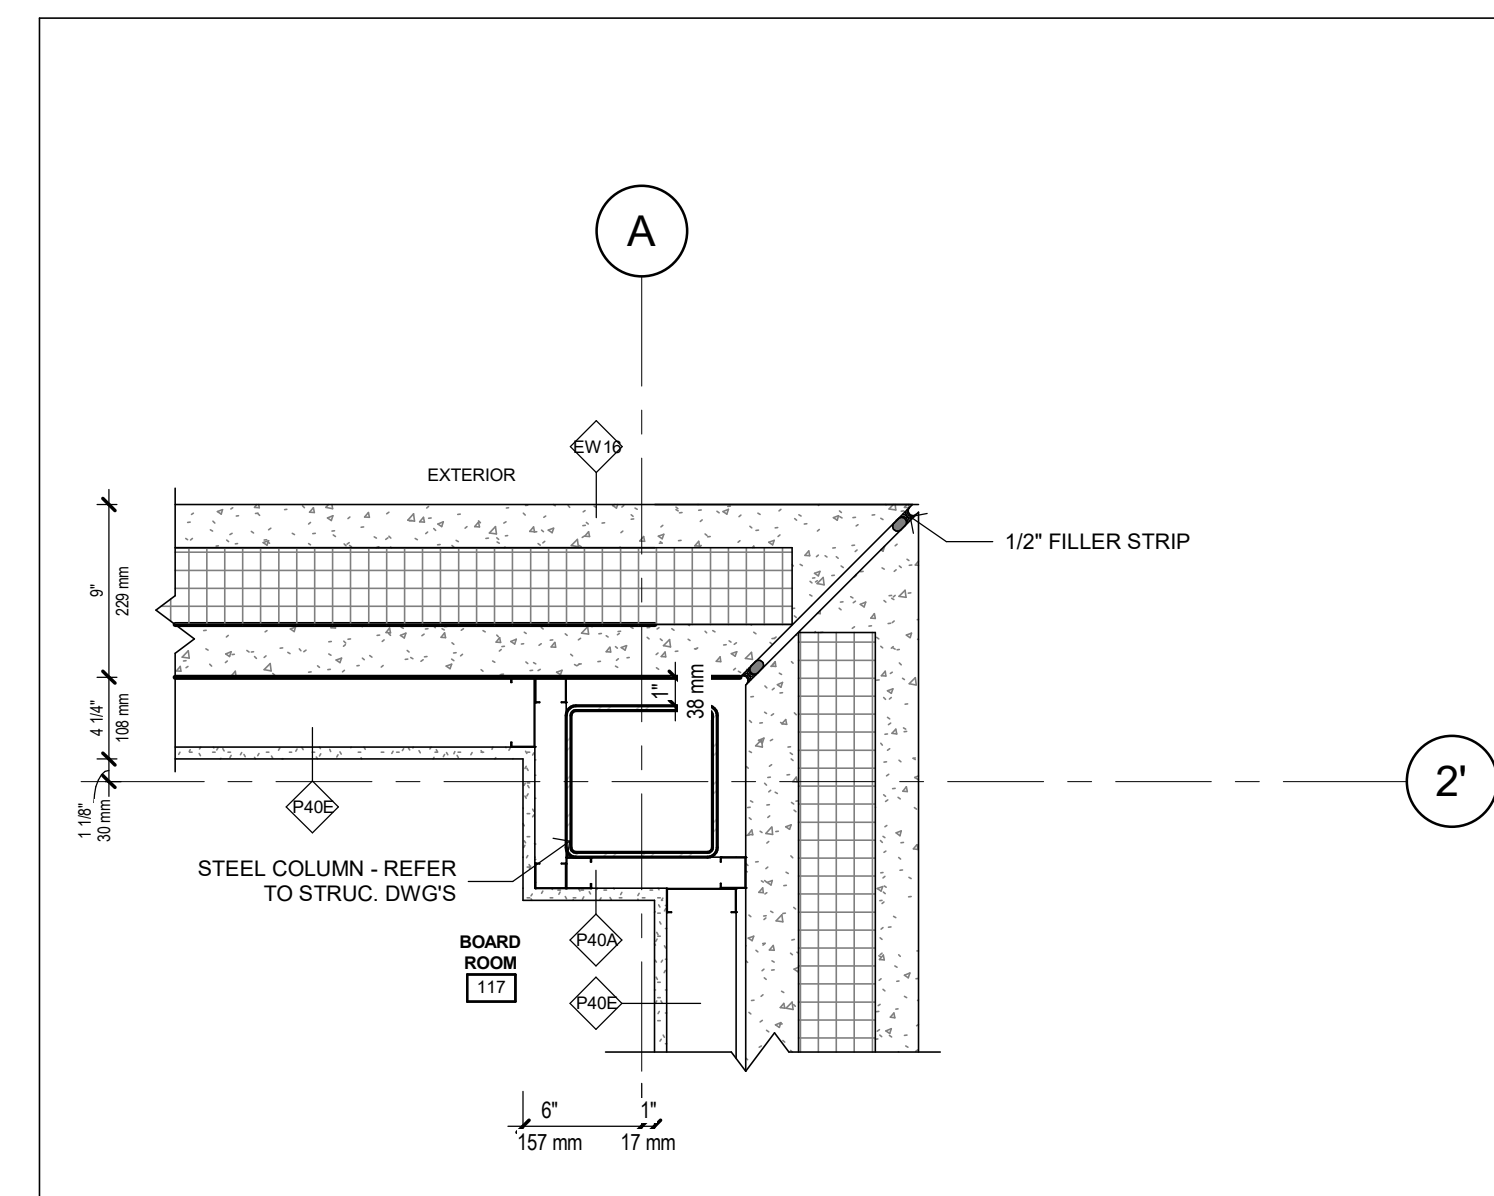 A
EW16
EXTERIOR
1/2" FILLER STRIP
9"
229 mm
1"
38 mm
4 1/4"
108 mm
2'
1 1/8"
30 mm
P40E
STEEL COLUMN - REFER
TO STRUC. DWG'S
BOARD
ROOM
117
P40A
P40E
6"
157 mm
1"
17 mm